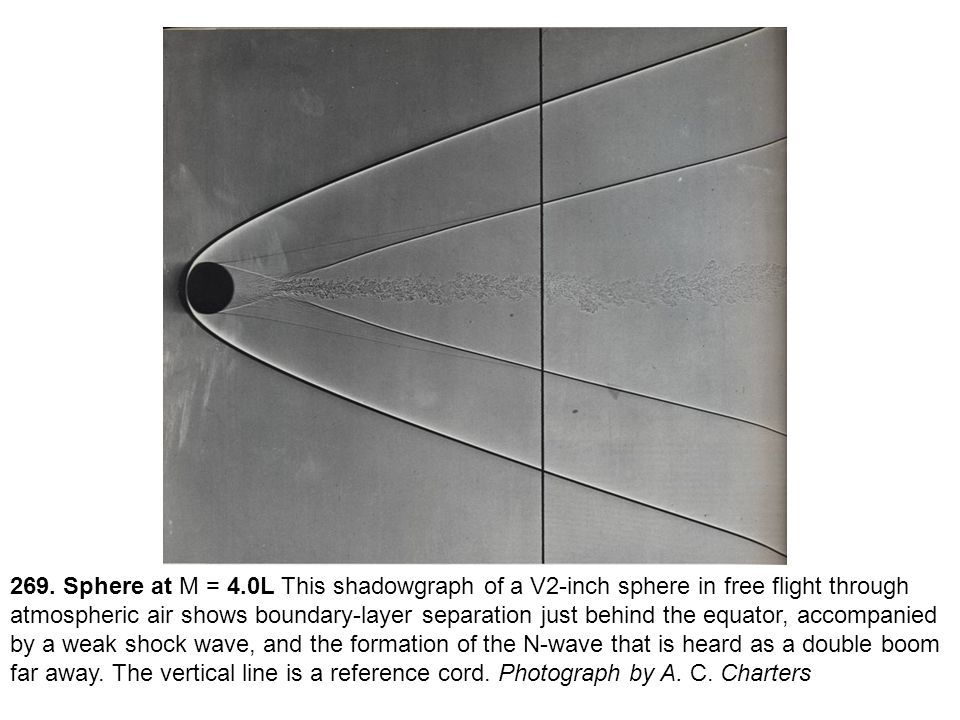 269. Sphere at M = 4.0L This shadowgraph of a V2-inch sphere in free flight through
atmospheric air shows boundary-layer separation just behind the equator, accompanied
by a weak shock wave, and the formation of the N-wave that is heard as a double boom
far away. The vertical line is a reference cord. Photograph by A. C. Charters